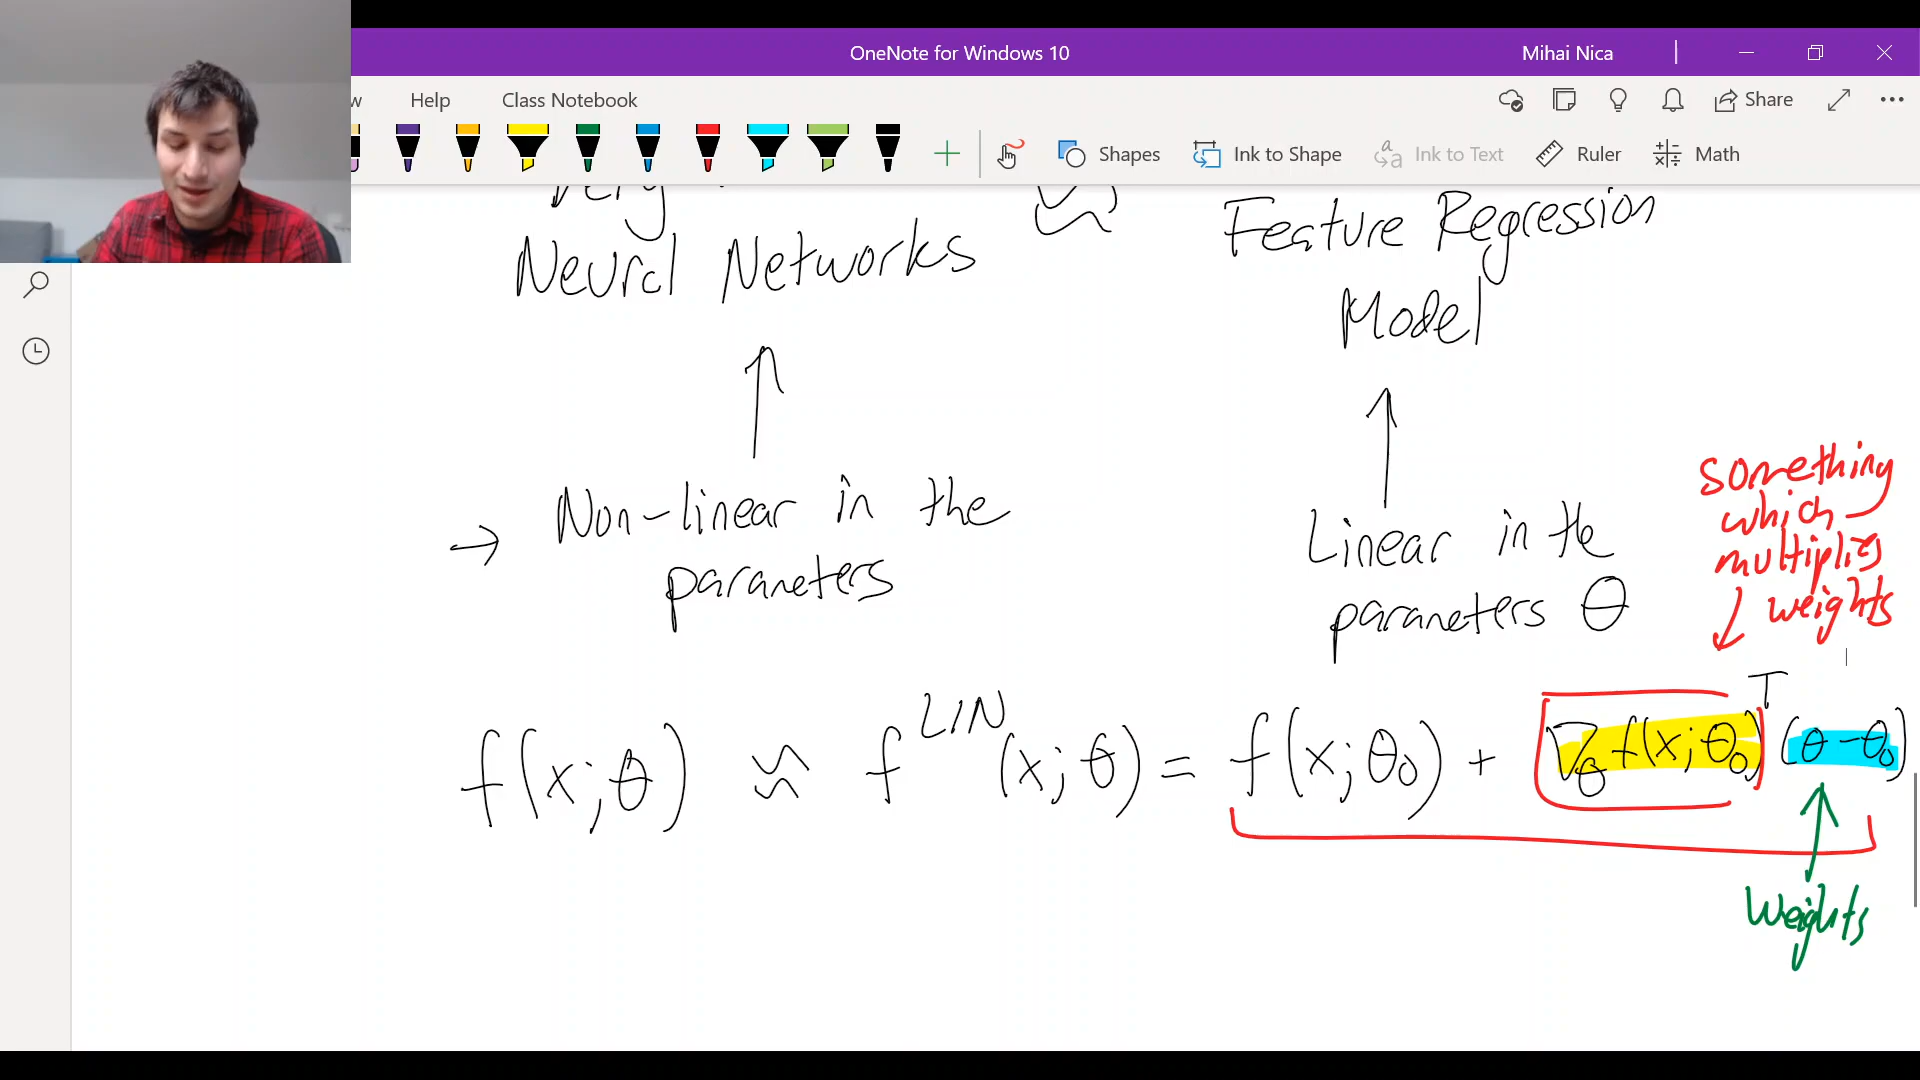 OneNote for Windows 10
Mihai Nica
w Help Class Notebook
Share
Shapes Ink to Shape Ink to Text Ruler Math
Very
Neural Networks ≈ Feature Regression
Model
Non-linear in the
parameters
Linear in the
parameters θ
something
which
multiplies
weights
f(x;θ) ≈ f^LIN(x;θ) = f(x;θ₀) + ∇_θ f(x;θ₀)^T (θ-θ₀)
Weights